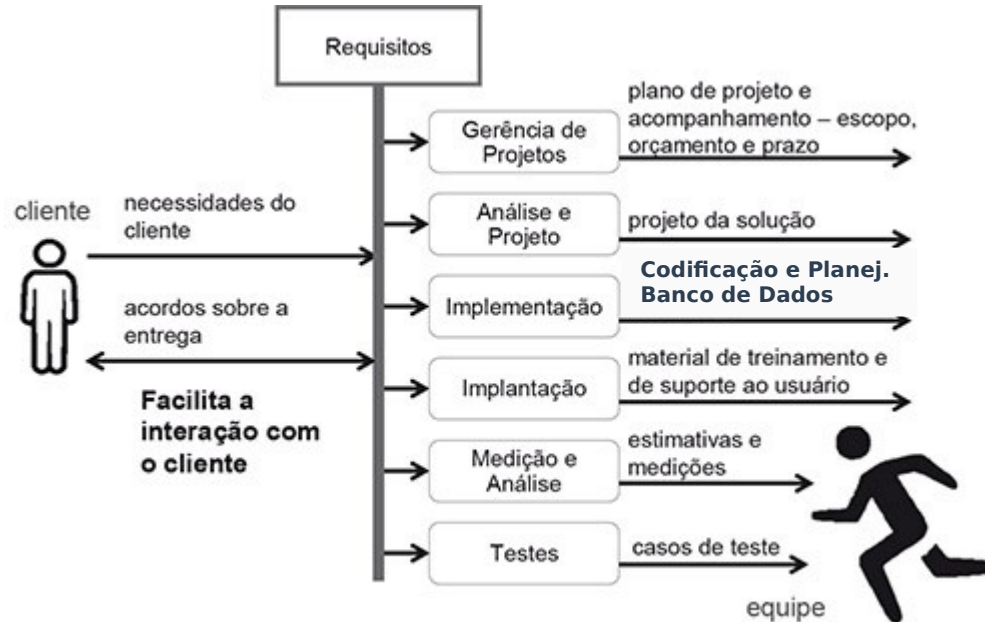 Requisitos
cliente
necessidades do
cliente
acordos sobre a
entrega
Facilita a
interação com
o cliente
Gerência de
Projetos
plano de projeto e
acompanhamento – escopo,
orçamento e prazo
Análise e
Projeto
projeto da solução
Implementação
Codificação e Planej.
Banco de Dados
Implantação
material de treinamento e
de suporte ao usuário
Medição e
Análise
estimativas e
medições
Testes
casos de teste
equipe